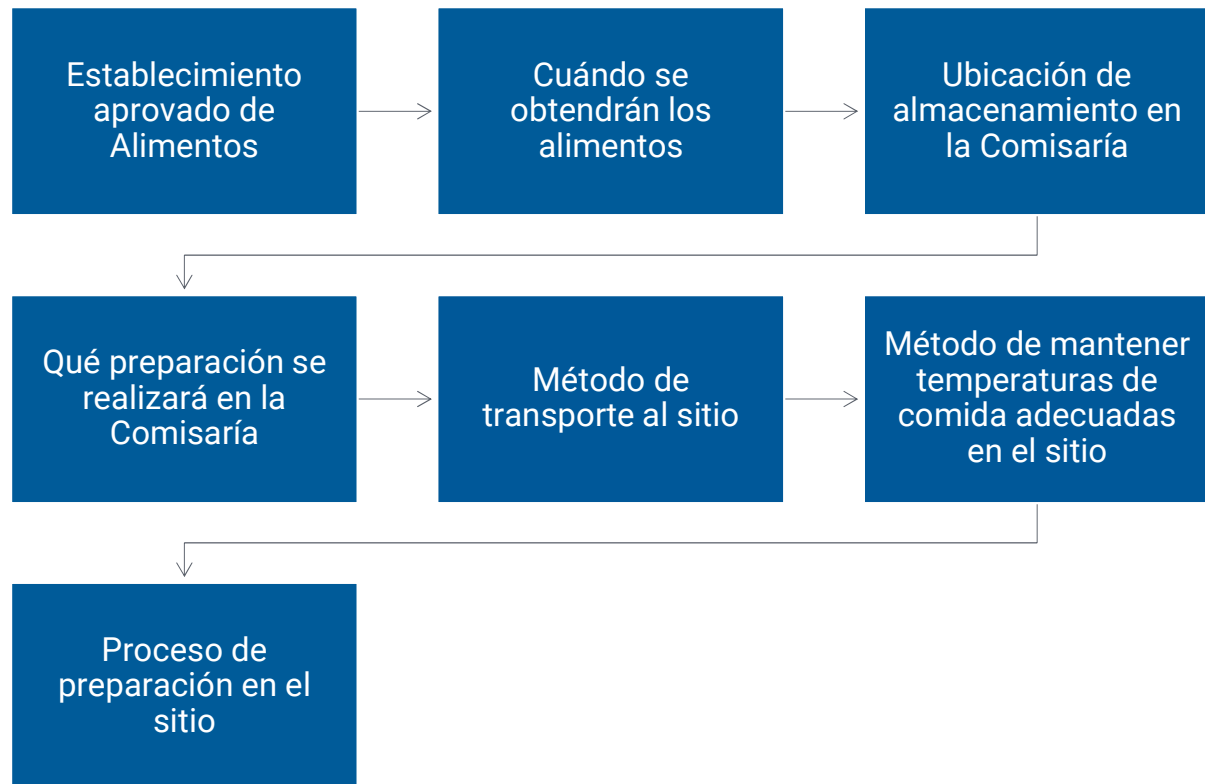 Establecimiento
aprovado de
Alimentos
Cuándo se
obtendrán los
alimentos
Ubicación de
almacenamiento en
la Comisaría
Qué preparación se
realizará en la
Comisaría
Método de
transporte al sitio
Método de mantener
temperaturas de
comida adecuadas
en el sitio
Proceso de
preparación en el
sitio